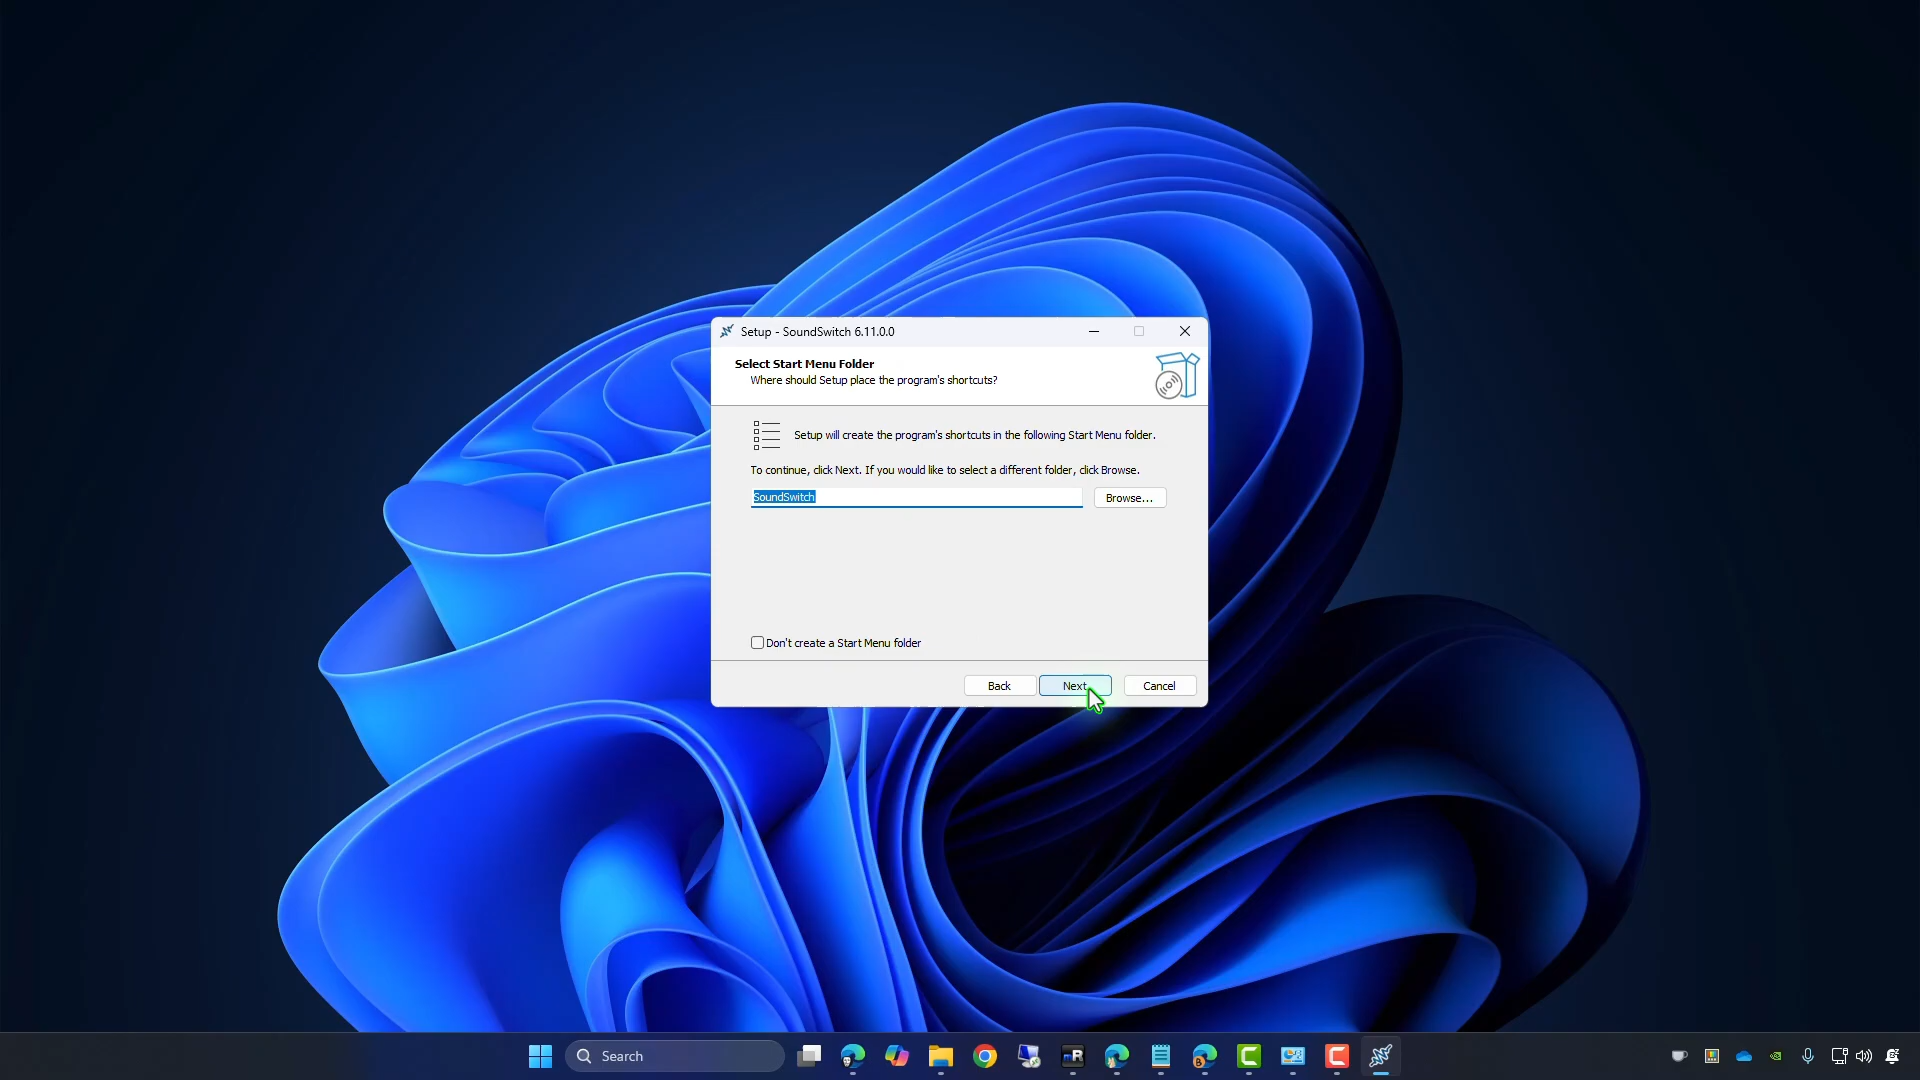 Setup - SoundSwitch 6.11.0.0
Select Start Menu Folder
Where should Setup place the program's shortcuts?
Setup will create the program's shortcuts in the following Start Menu folder.
To continue, click Next. If you would like to select a different folder, click Browse.
SoundSwitch
Browse...
Don't create a Start Menu folder
Back
Next
Cancel
Search